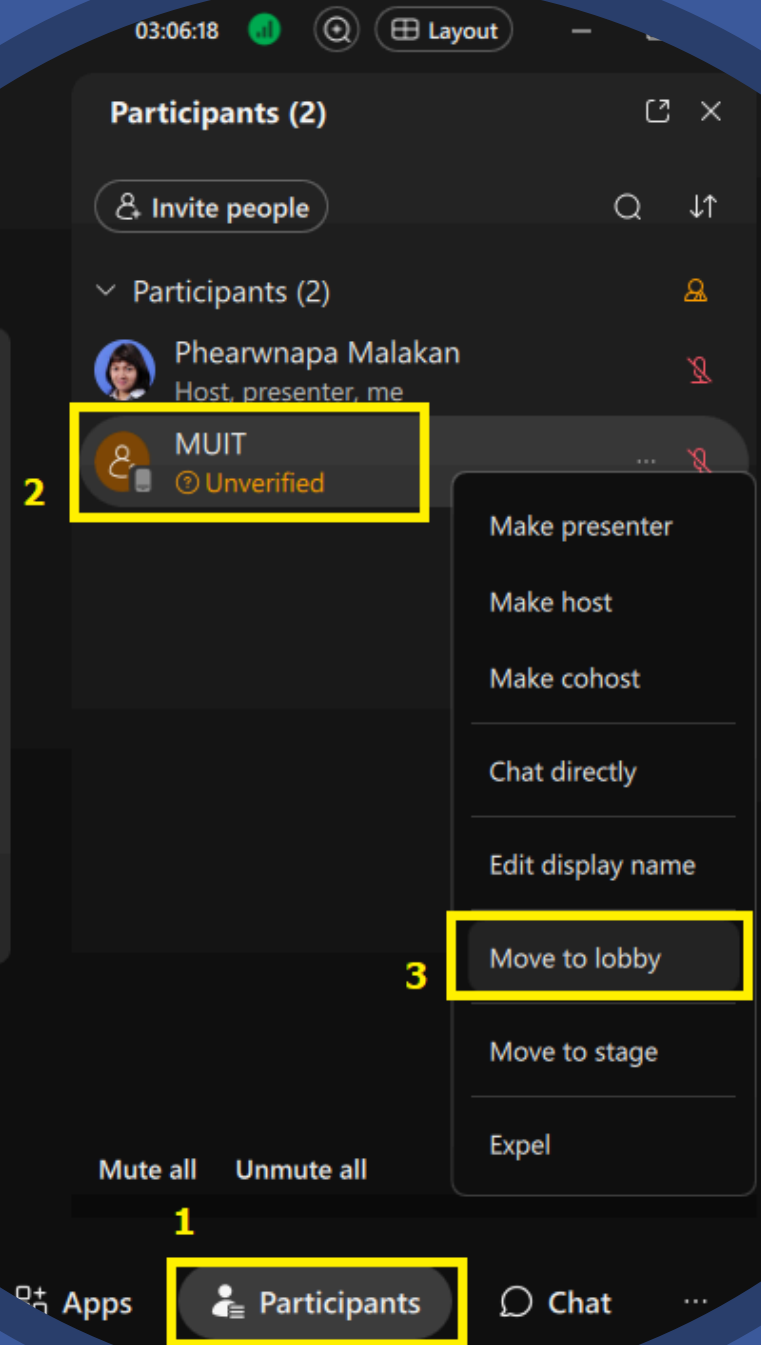 03:06:18 Layout
Participants (2)
Invite people
Participants (2)
Phearwnapa Malakan
Host, presenter, me
MUIT
Unverified
2
Make presenter
Make host
Make cohost
Chat directly
Edit display name
Move to lobby
3
Move to stage
Expel
Mute all Unmute all
1
Apps Participants Chat